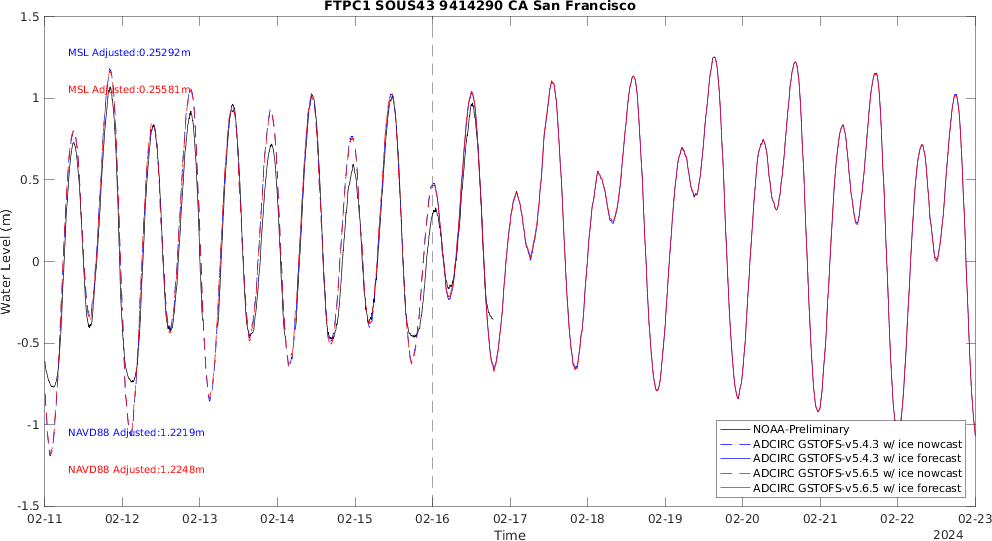 FTPC1 SOUS43 9414290 CA San Francisco
1.5
1
0.5
0
-0.5
-1
-1.5
Water Level (m)
MSL Adjusted:0.25292m
MSL Adjusted:0.25581m
NAVD88 Adjusted:1.2219m
NAVD88 Adjusted:1.2248m
NOAA-Preliminary
ADCIRC GSTOFS-v5.4.3 w/ ice nowcast
ADCIRC GSTOFS-v5.4.3 w/ ice forecast
ADCIRC GSTOFS-v5.6.5 w/ ice nowcast
ADCIRC GSTOFS-v5.6.5 w/ ice forecast
02-11 02-12 02-13 02-14 02-15 02-16 02-17 02-18 02-19 02-20 02-21 02-22 02-23
Time
2024